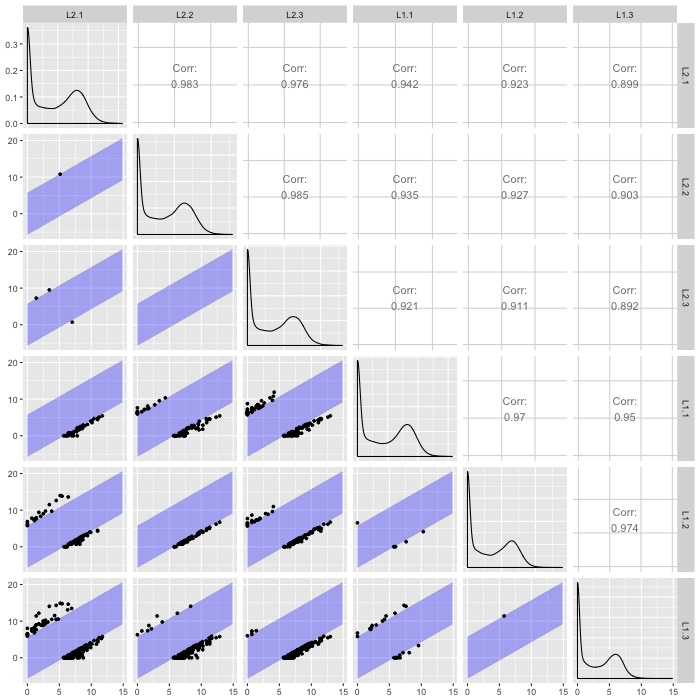 L2.1 L2.2 L2.3 L1.1 L1.2 L1.3
0.3
0.2
0.1
0.0
Corr:
0.983
Corr:
0.976
Corr:
0.942
Corr:
0.923
Corr:
0.899
L2.1
20
10
0
Corr:
0.985
Corr:
0.935
Corr:
0.927
Corr:
0.903
L2.2
20
10
0
Corr:
0.921
Corr:
0.911
Corr:
0.892
L2.3
20
10
0
Corr:
0.97
Corr:
0.95
L1.1
20
10
0
Corr:
0.974
L1.2
20
10
0
L1.3
0 5 10 15 0 5 10 15 0 5 10 15 0 5 10 15 0 5 10 15 0 5 10 15